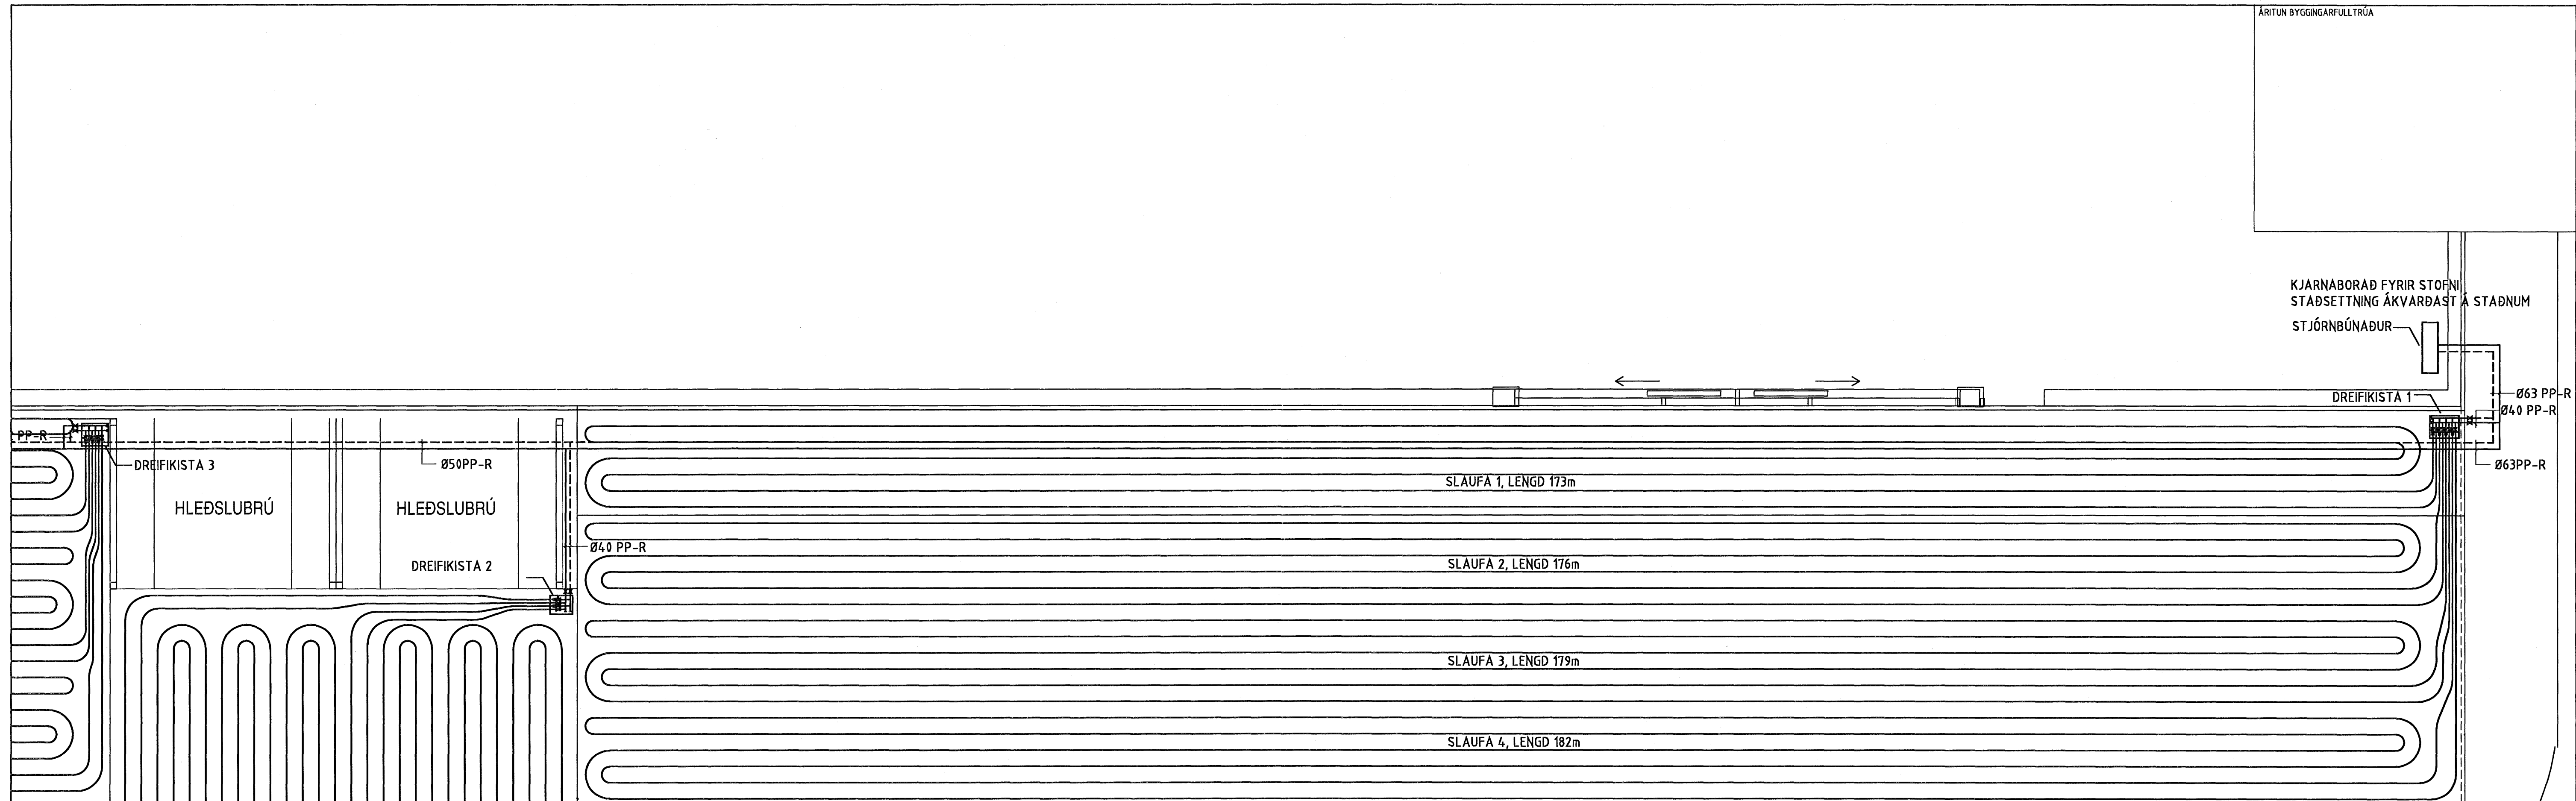 ÁRITUN BYGGINGARFULLTRÚA
KJARNABORAÐ FYRIR STOFNI
STAÐSETTNING ÁKVARÐAST Á STAÐNUM
STJÓRNBÚNAÐUR
DREIFIKISTA 1
Ø63 PP-R
Ø40 PP-R
Ø63PP-R
PP-R
DREIFIKISTA 3
Ø50PP-R
HLEÐSLUBRÚ
HLEÐSLUBRÚ
Ø40 PP-R
DREIFIKISTA 2
SLAUFA 1, LENGD 173m
SLAUFA 2, LENGD 176m
SLAUFA 3, LENGD 179m
SLAUFA 4, LENGD 182m